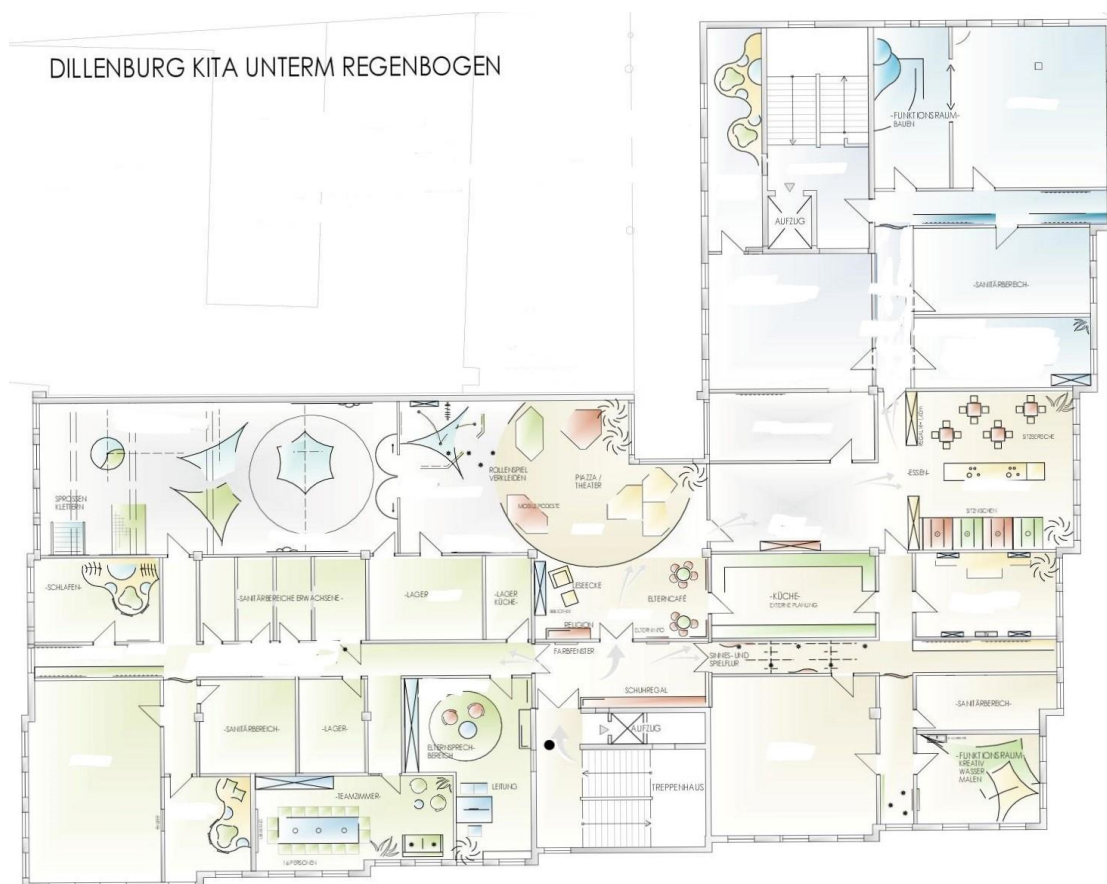 DILLENBURG KITA UNTERM REGENBOGEN
-FUNKTIONSRAUM-
BAUEN
AUFZUG
-SANITÄRBEREICH-
ROLLENSPIEL
VERKLEIDEN
PIAZZA /
THEATER
MOBILE PODESTE
SPROSSEN
KLETTERN
-ESSEN-
SITZBEREICHE
SITZNISCHEN
-SCHLAFEN-
-SANITÄRBEREICHE ERWACHSENE -
-LAGER
-LAGER
KÜCHE-
LESEECKE
ELTERNCAFÉ
RELIGION
ELTERNINFO
-KÜCHE-
EXTERNE PLANUNG
FARBFENSTER
SINNES- UND
SPIELFLUR
SCHUHREGAL
-SANITÄRBEREICH-
-LAGER-
ELTERNSPRECH-
BEREICH
AUFZUG
-SANITÄRBEREICH-
-FUNKTIONSRAUM
KREATIV
WASSER
MALEN
-TEAMZIMMER-
LEITUNG
TREPPENHAUS
16 PERSONEN